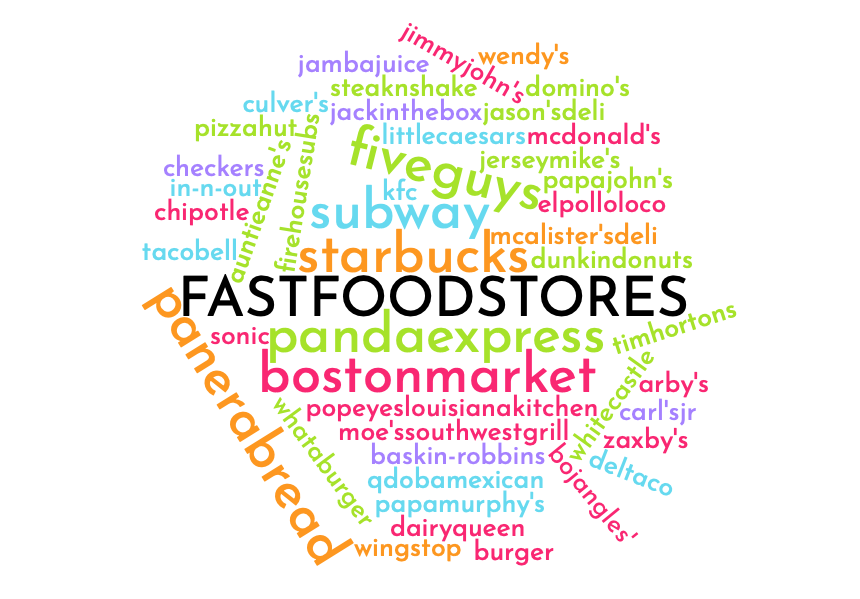 jimmyjohn's
wendy's
jambajuice
steaknshake
domino's
culver's
jackinthebox
jason'sdeli
pizzahut
firehousesubs
littlecaesars
mcdonald's
fiveguys
auntieanne's
jerseymike's
checkers
papajohn's
in-n-out
kfc
chipotle
subway
elpolloloco
mcalister'sdeli
tacobell
starbucks
dunkindonuts
FASTFOODSTORES
panerabread
sonic
pandaexpress
timhortons
bostonmarket
whitecastle
arby's
whataburger
popeyeslouisianakitchen
carl'sjr
moe'ssouthwestgrill
zaxby's
baskin-robbins
bojangles'
deltaco
qdobamexican
papamurphy's
dairyqueen
wingstop
burger